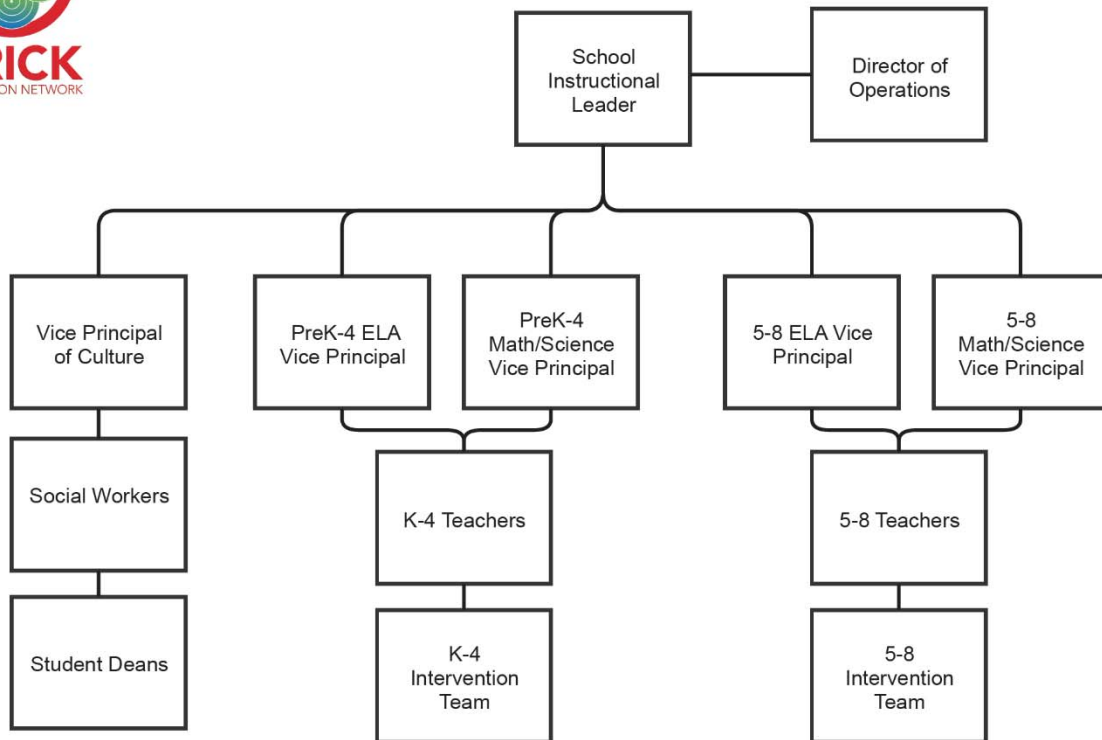 School
Instructional
Leader
Director of
Operations
Vice Principal
of Culture
PreK-4 ELA
Vice Principal
PreK-4
Math/Science
Vice Principal
5-8 ELA Vice
Principal
5-8
Math/Science
Vice Principal
Social Workers
K-4 Teachers
5-8 Teachers
Student Deans
K-4
Intervention
Team
5-8
Intervention
Team
RICK
ON NETWORK